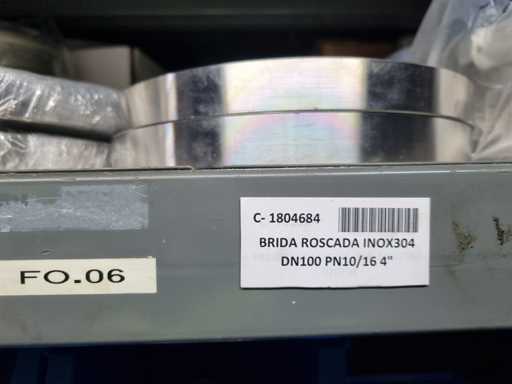 C- 1804684
BRIDA ROSCADA INOX304
DN100 PN10/16 4"
FO.06